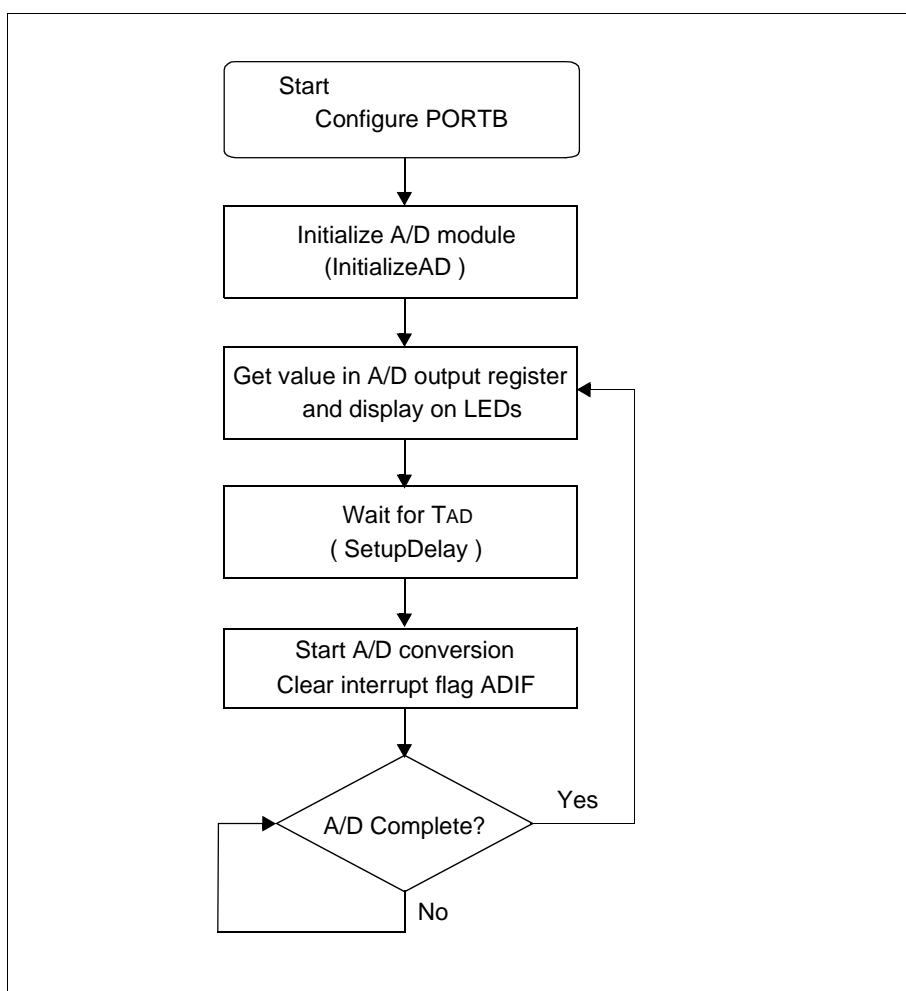 Start
Configure PORTB
Initialize A/D module
(InitializeAD )
Get value in A/D output register
and display on LEDs
Wait for TAD
( SetupDelay )
Start A/D conversion
Clear interrupt flag ADIF
A/D Complete?
Yes
No